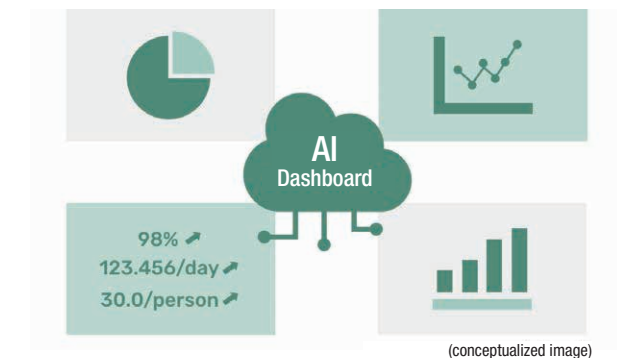 AI
Dashboard
98%
123.456/day
30.0/person
(conceptualized image)